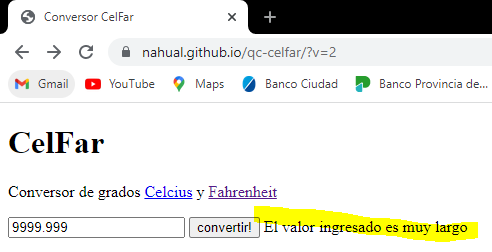 Conversor CelFar
nahual.github.io/qc-celfar/?v=2
Gmail YouTube Maps Banco Ciudad Banco Provincia de...
CelFar
Conversor de grados Celcius y Fahrenheit
9999.999 convertir! El valor ingresado es muy largo